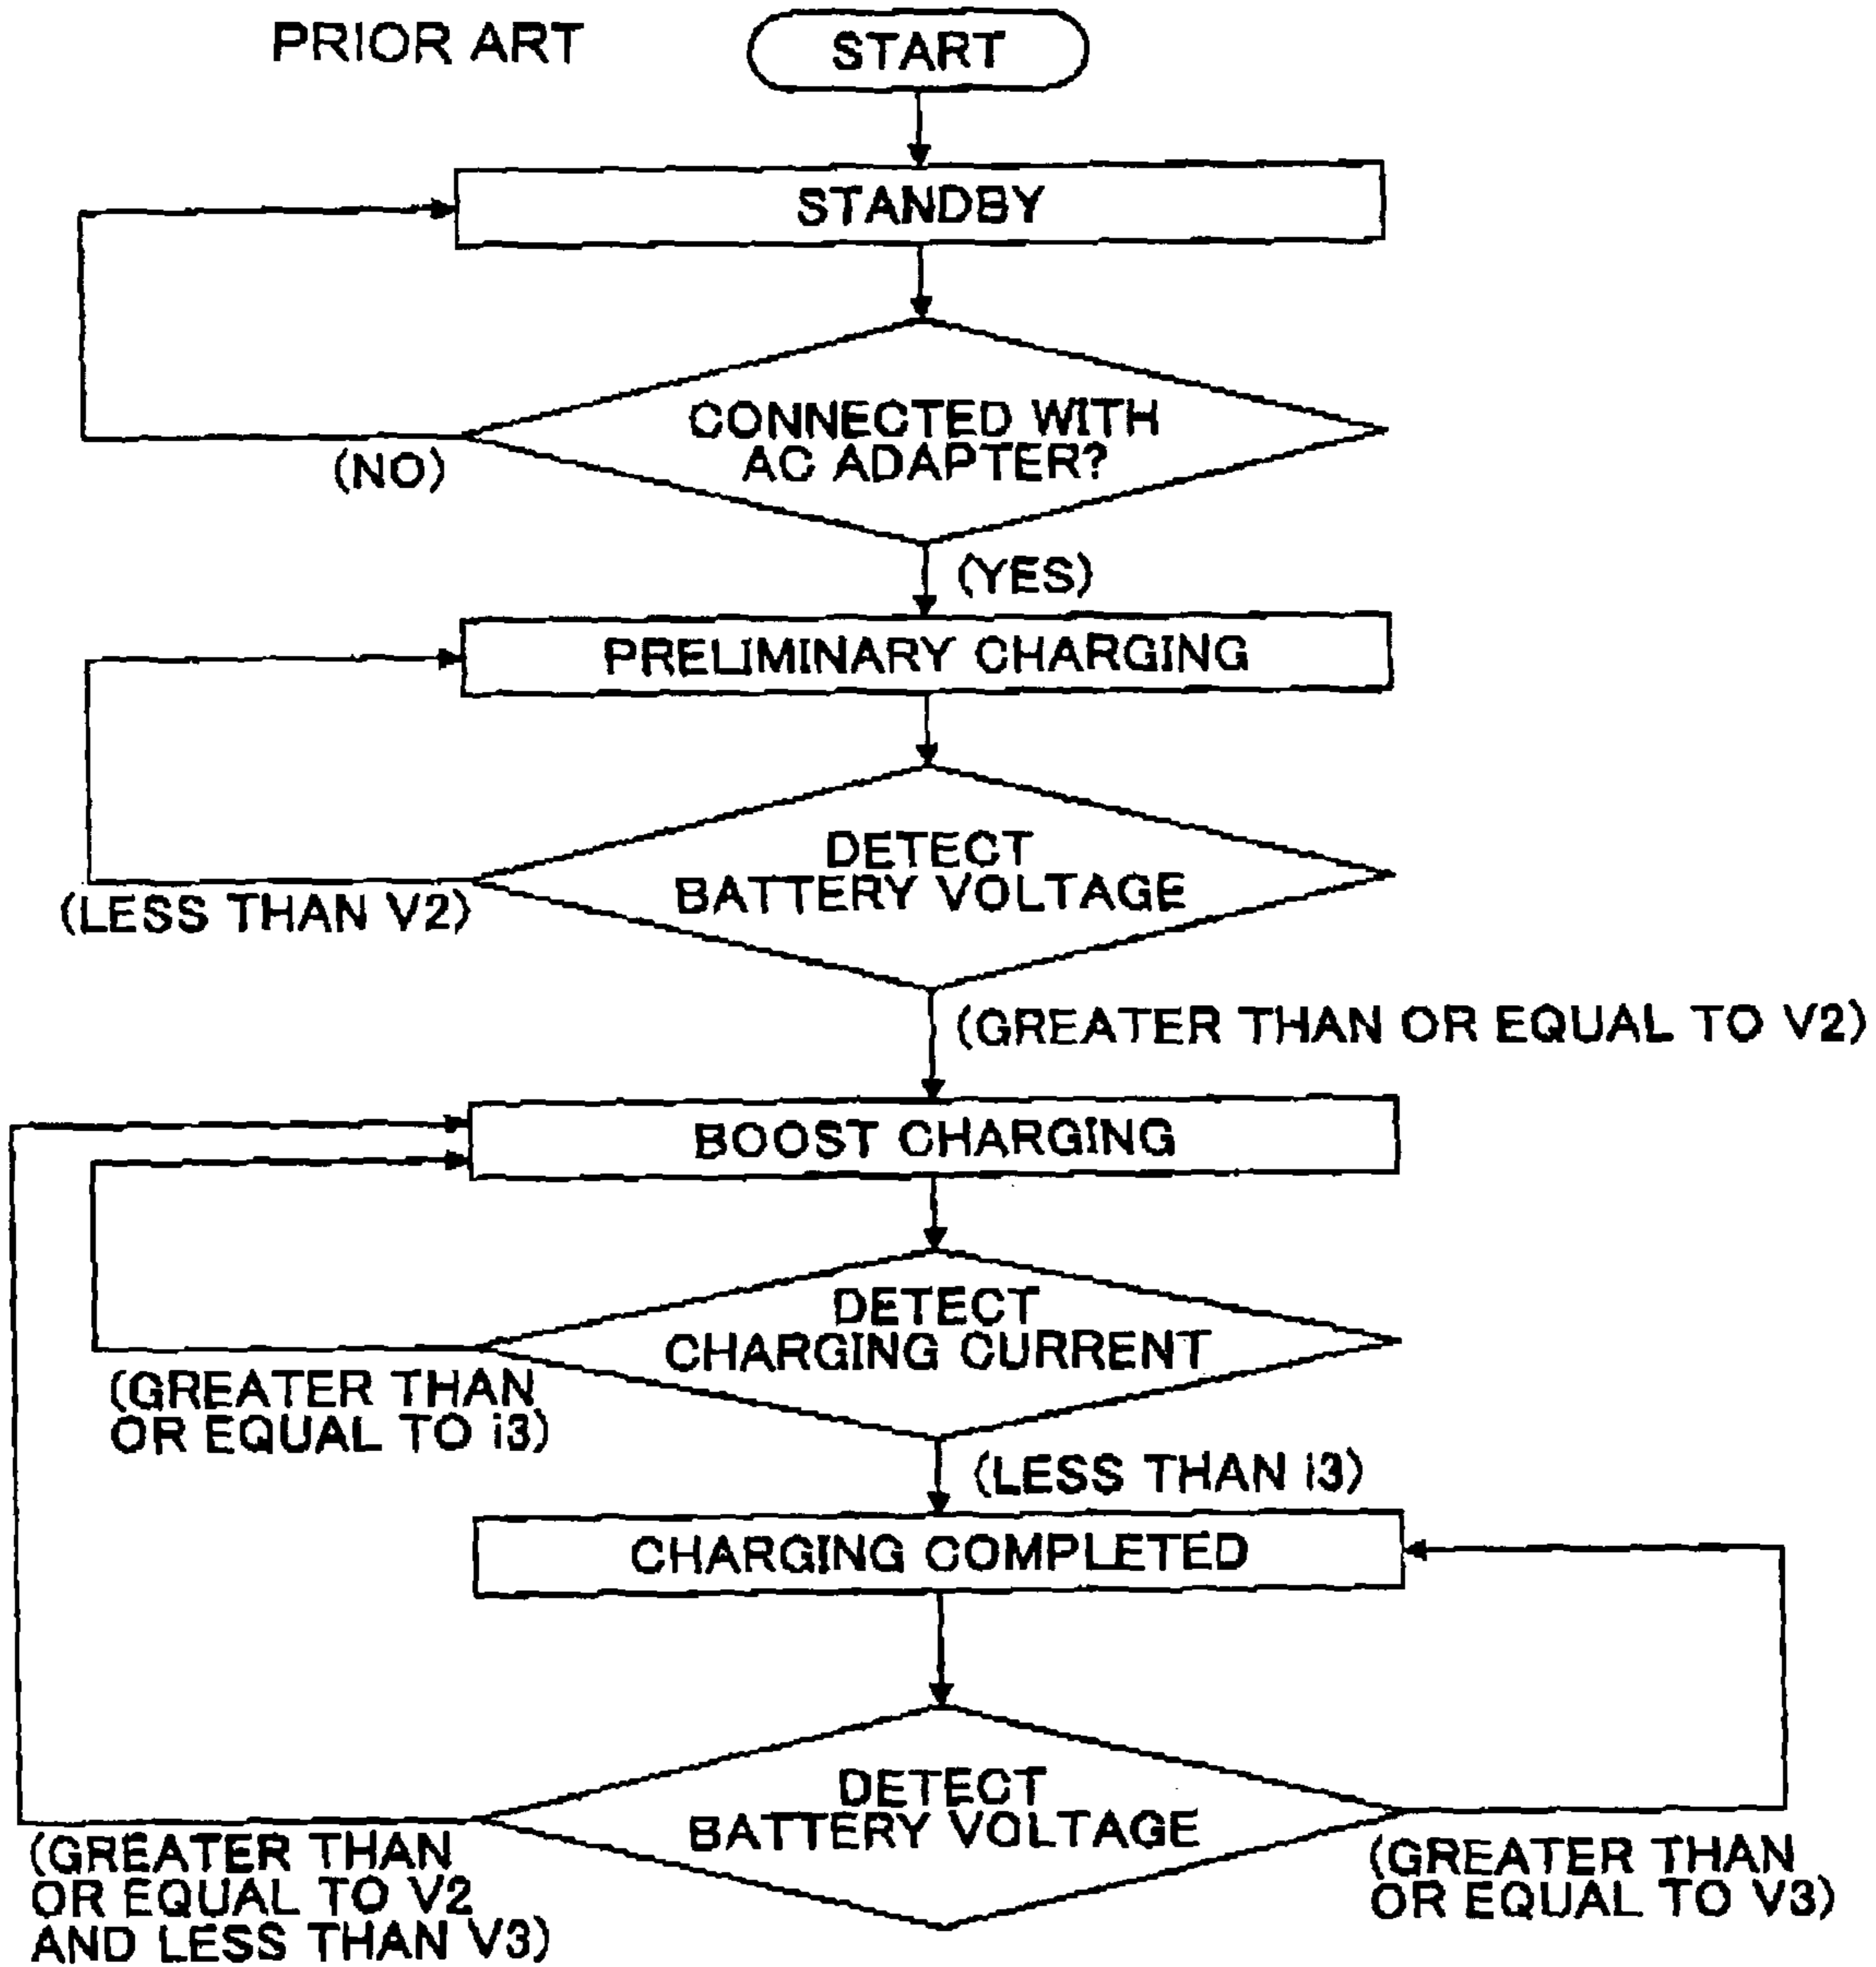 PRIOR ART
START
STANDBY
CONNECTED WITH
AC ADAPTER?
(NO)
(YES)
PRELIMINARY CHARGING
DETECT
BATTERY VOLTAGE
(LESS THAN V2)
(GREATER THAN OR EQUAL TO V2)
BOOST CHARGING
DETECT
CHARGING CURRENT
(GREATER THAN
OR EQUAL TO i3)
(LESS THAN i3)
CHARGING COMPLETED
DETECT
BATTERY VOLTAGE
(GREATER THAN
OR EQUAL TO V2
AND LESS THAN V3)
(GREATER THAN
OR EQUAL TO V3)